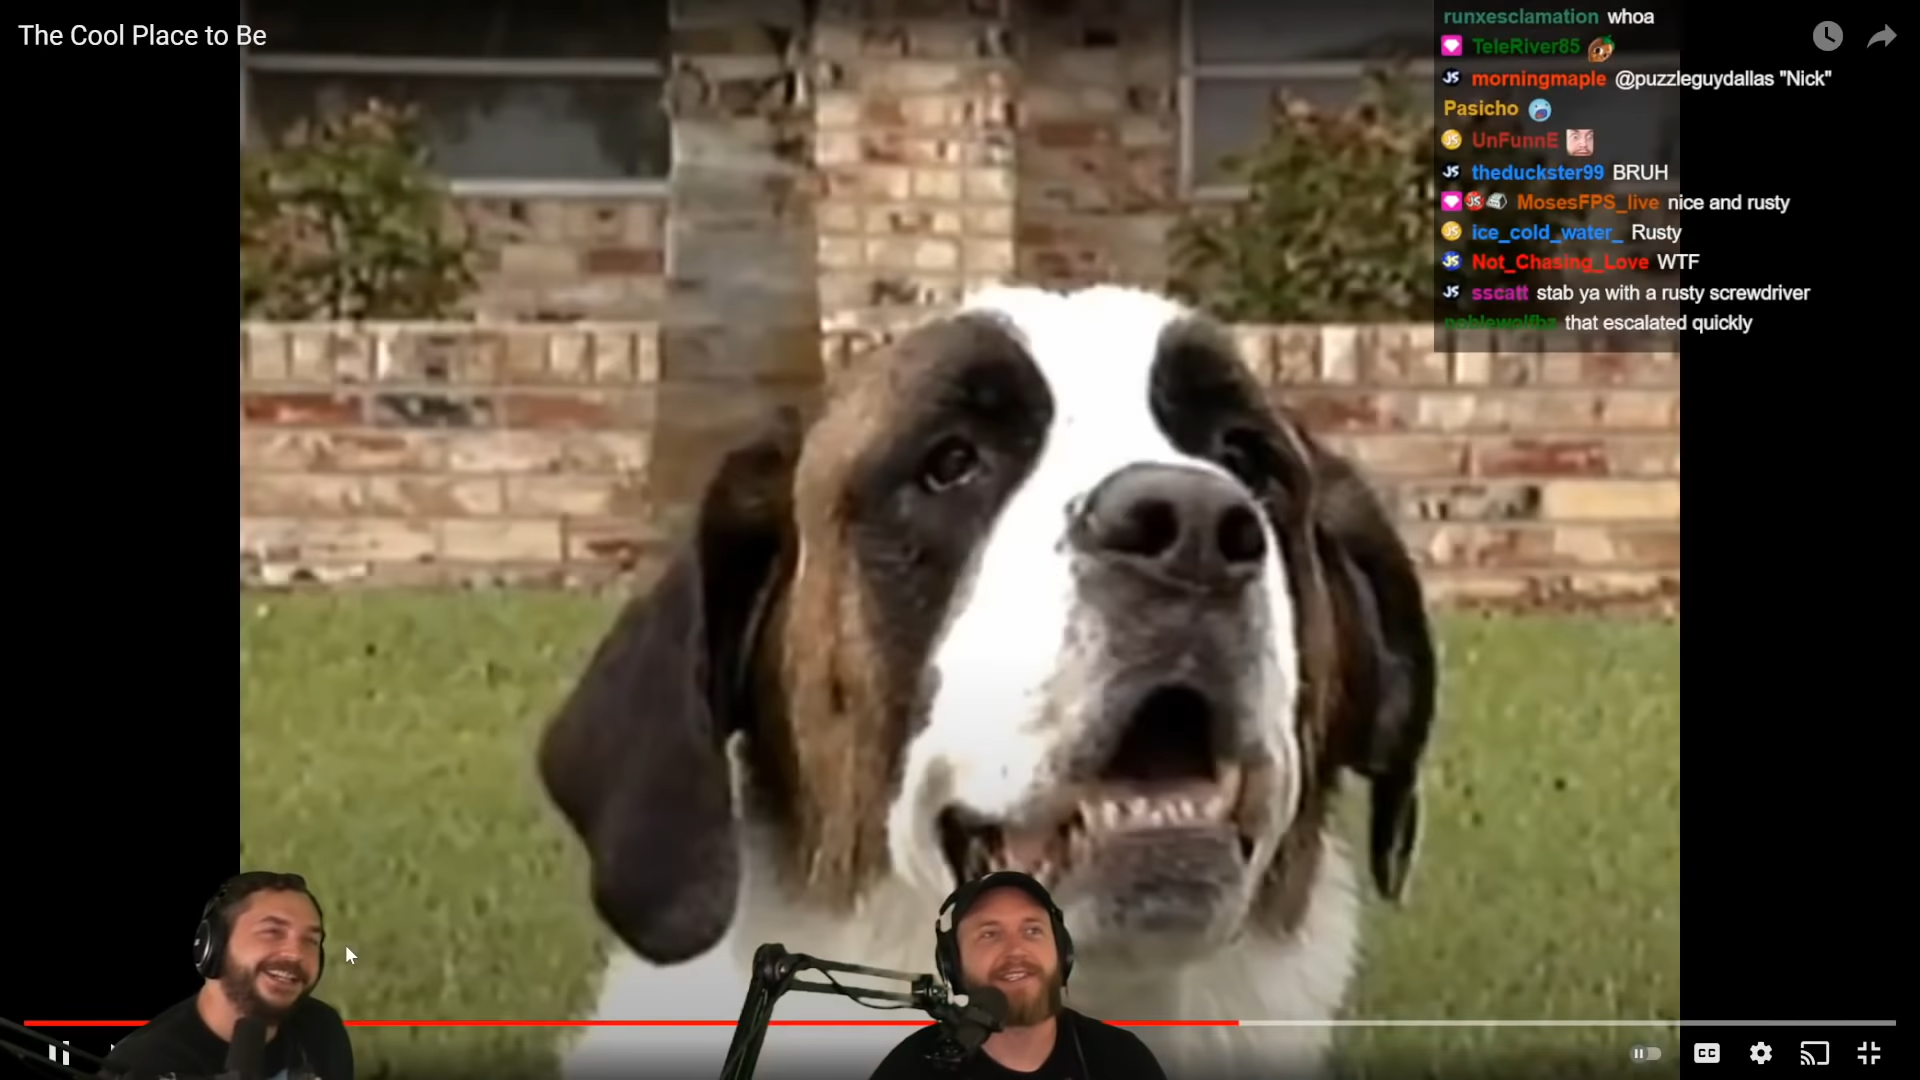 The Cool Place to Be
runxesclamation whoa
TeleRiver85
morningmaple @puzzleguydallas "Nick"
Pasicho
UnFunnE
theduckster99 BRUH
MosesFPS_live nice and rusty
ice_cold_water_ Rusty
Not_Chasing_Love WTF
sscatt stab ya with a rusty screwdriver
that escalated quickly
CC